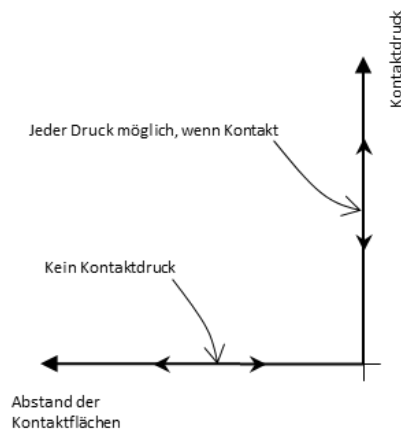 Kontaktdruck
Jeder Druck möglich, wenn Kontakt
Kein Kontaktdruck
Abstand der
Kontaktflächen